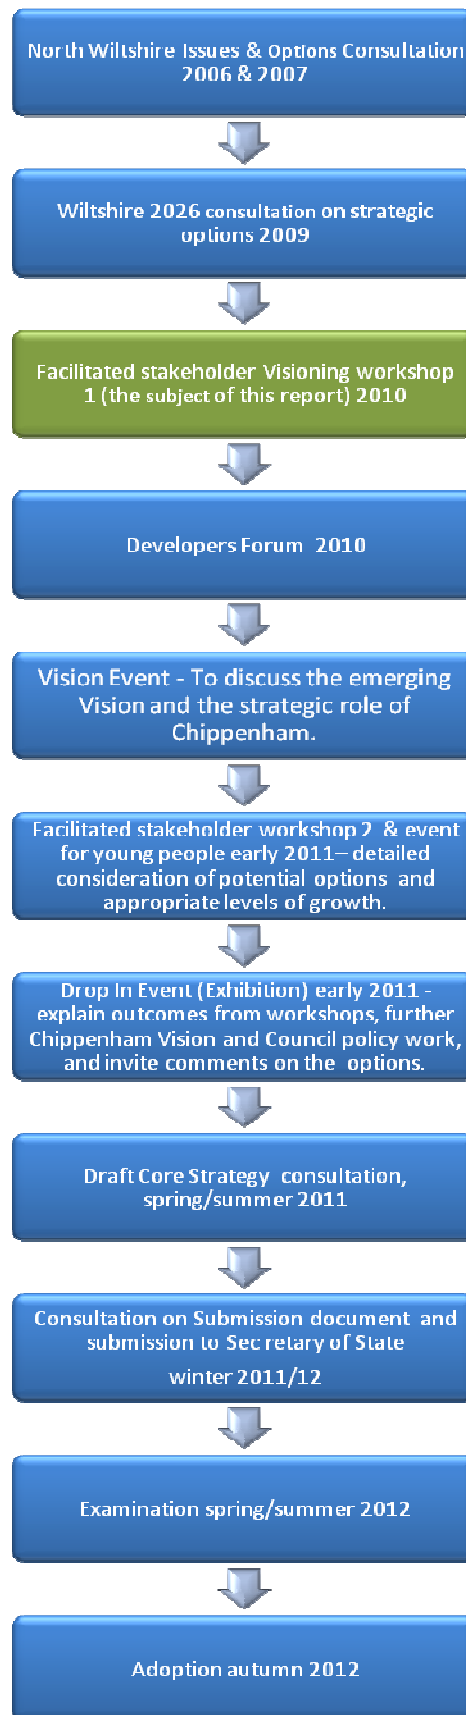 North Wiltshire Issues & Options Consultation
2006 & 2007
Wiltshire 2026 consultation on strategic
options 2009
Facilitated stakeholder Visioning workshop
1 (the subject of this report) 2010
Developers Forum 2010
Vision Event - To discuss the emerging
Vision and the strategic role of
Chippenham.
Facilitated stakeholder workshop 2 & event
for young people early 2011– detailed
consideration of potential options and
appropriate levels of growth.
Drop In Event (Exhibition) early 2011 -
explain outcomes from workshops, further
Chippenham Vision and Council policy work,
and invite comments on the options.
Draft Core Strategy consultation,
spring/summer 2011
Consultation on Submission document and
submission to Secretary of State
winter 2011/12
Examination spring/summer 2012
Adoption autumn 2012